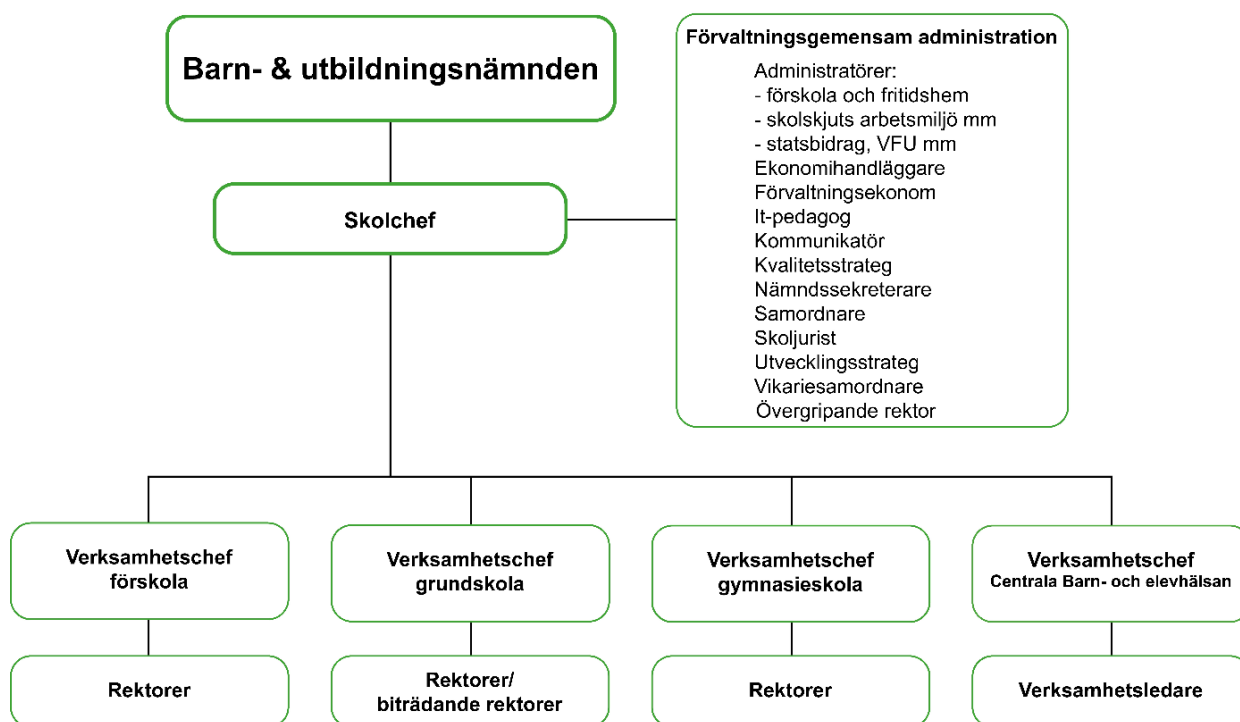 Barn- & utbildningsnämnden
Skolchef
Förvaltningsgemensam administration
Administratörer:
- förskola och fritidshem
- skolskjuts arbetsmiljö mm
- statsbidrag, VFU mm
Ekonomihandläggare
Förvaltningsekonom
It-pedagog
Kommunikatör
Kvalitetsstrateg
Nämndssekreterare
Samordnare
Skoljurist
Utvecklingsstrateg
Vikariesamordnare
Övergripande rektor
Verksamhetschef
förskola
Verksamhetschef
grundskola
Verksamhetschef
gymnasieskola
Verksamhetschef
Centrala Barn- och elevhälsan
Rektorer
Rektorer/
biträdande rektorer
Rektorer
Verksamhetsledare